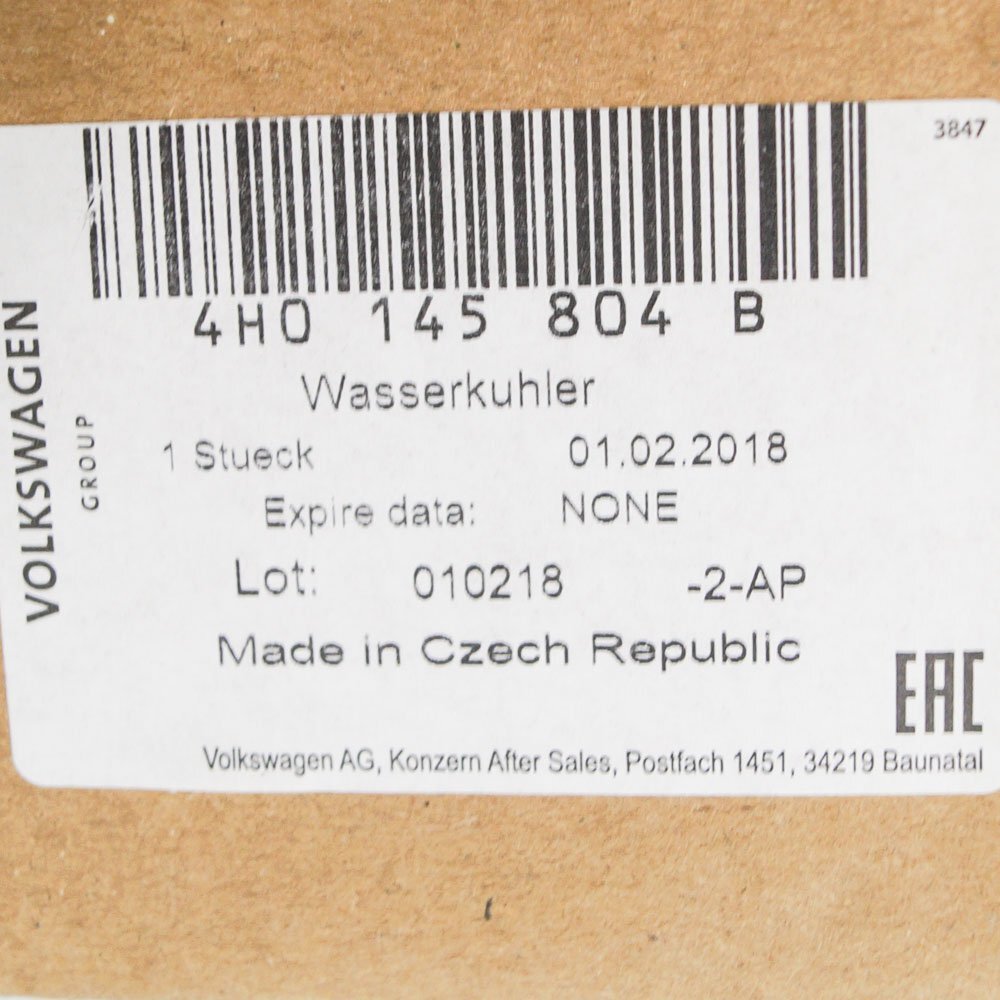 3847
4H0 145 804 B
Wasserkuhler
1 Stueck 01.02.2018
Expire data: NONE
Lot: 010218 -2-AP
Made in Czech Republic
EAC
Volkswagen AG, Konzern After Sales, Postfach 1451, 34219 Baunatal
VOLKSWAGEN
GROUP